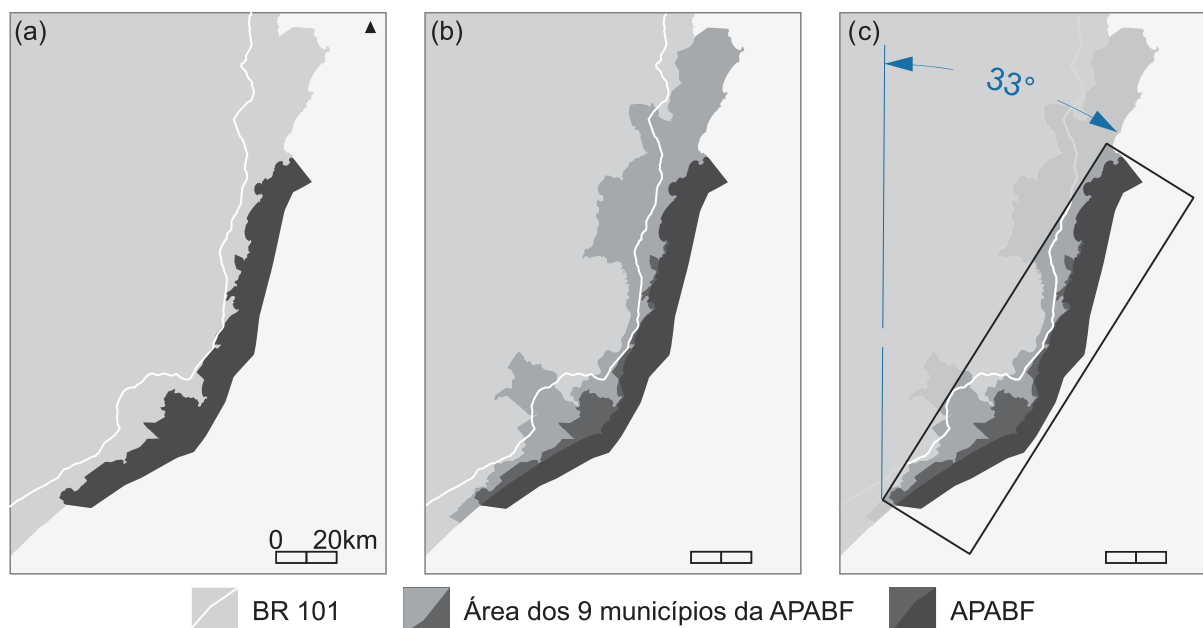 (a)
(b)
(c)
33°
0 20km
BR 101
Área dos 9 municípios da APABF
APABF